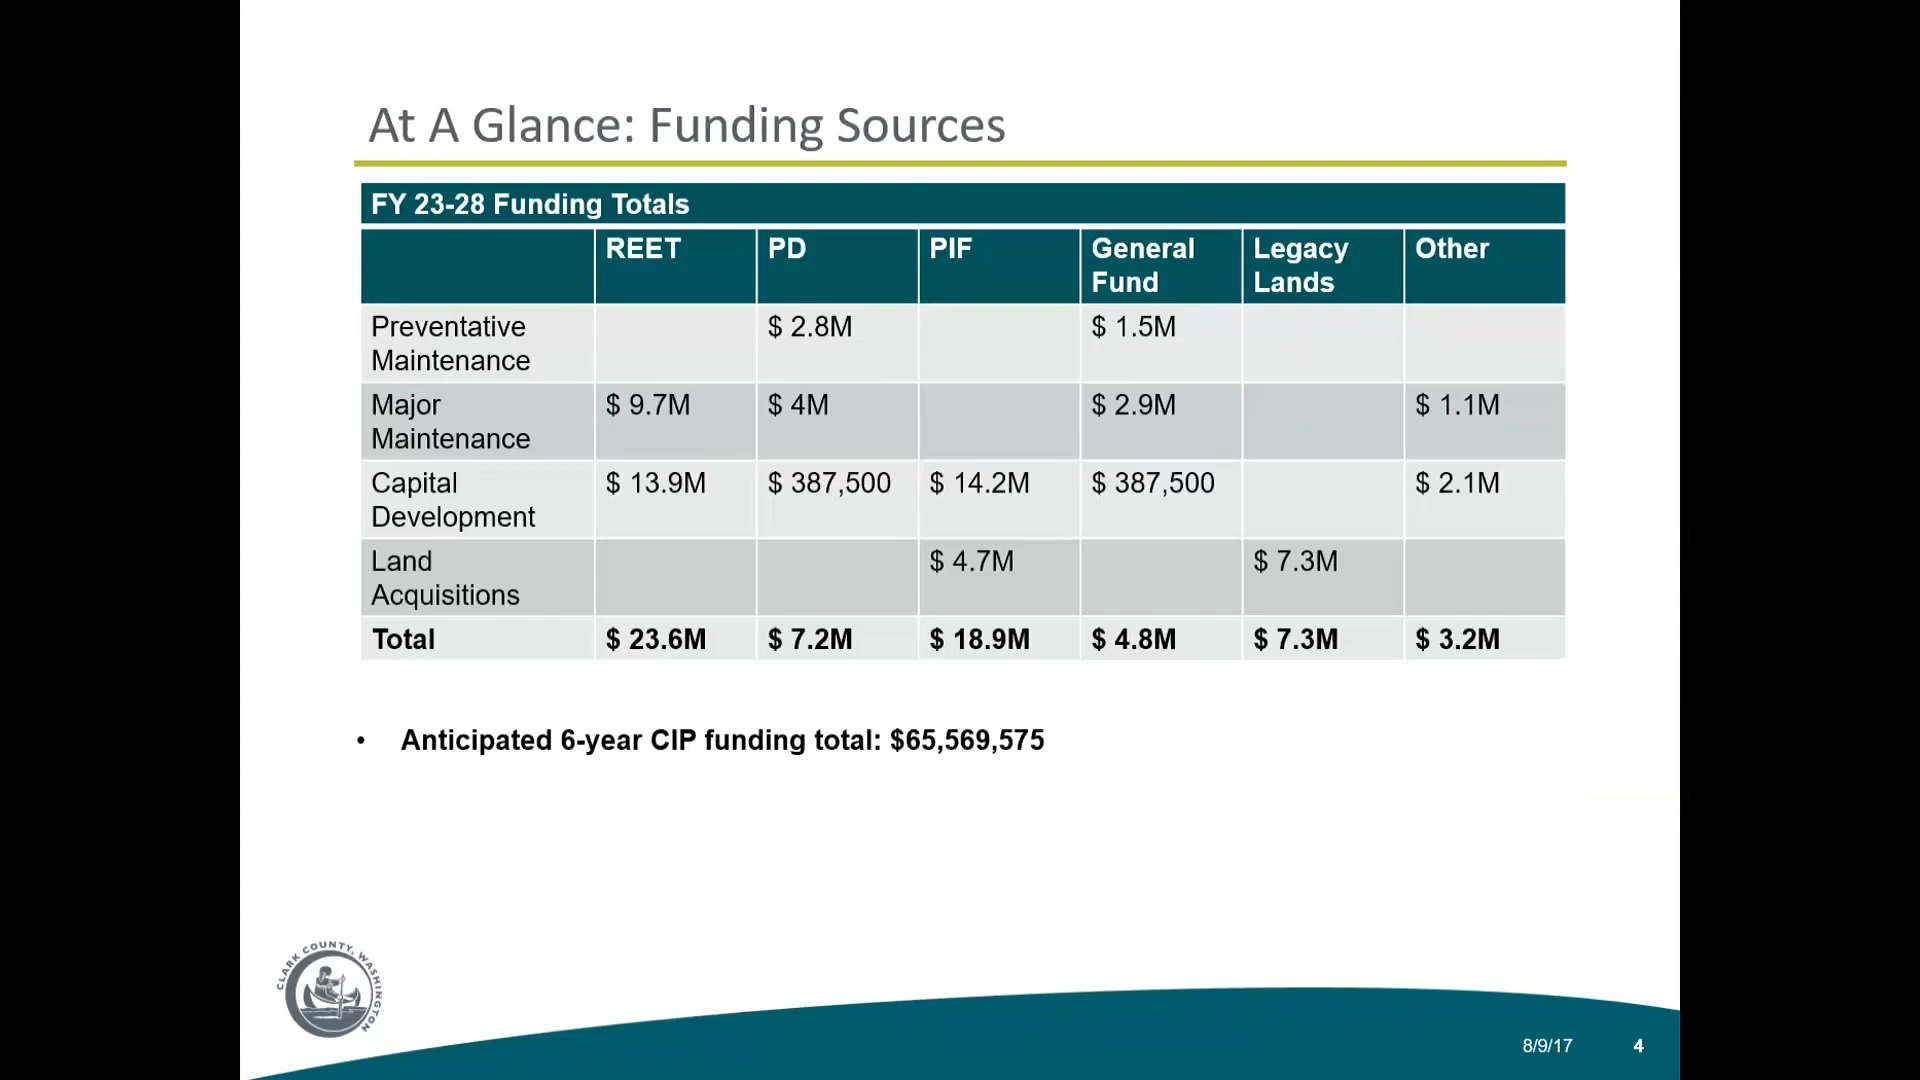 At A Glance: Funding Sources
FY 23-28 Funding Totals
REET PD PIF General Fund Legacy Lands Other
Preventative Maintenance $ 2.8M $ 1.5M
Major Maintenance $ 9.7M $ 4M $ 2.9M $ 1.1M
Capital Development $ 13.9M $ 387,500 $ 14.2M $ 387,500 $ 2.1M
Land Acquisitions $ 4.7M $ 7.3M
Total $ 23.6M $ 7.2M $ 18.9M $ 4.8M $ 7.3M $ 3.2M
• Anticipated 6-year CIP funding total: $65,569,575
CLARK COUNTY, WASHINGTON
8/9/17 4